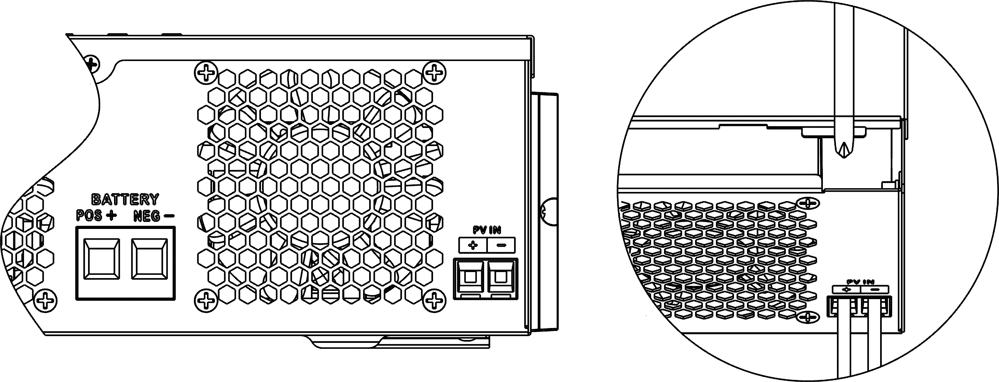 BATTERY
POS + NEG −
PV IN
+ −
PV IN
+ −